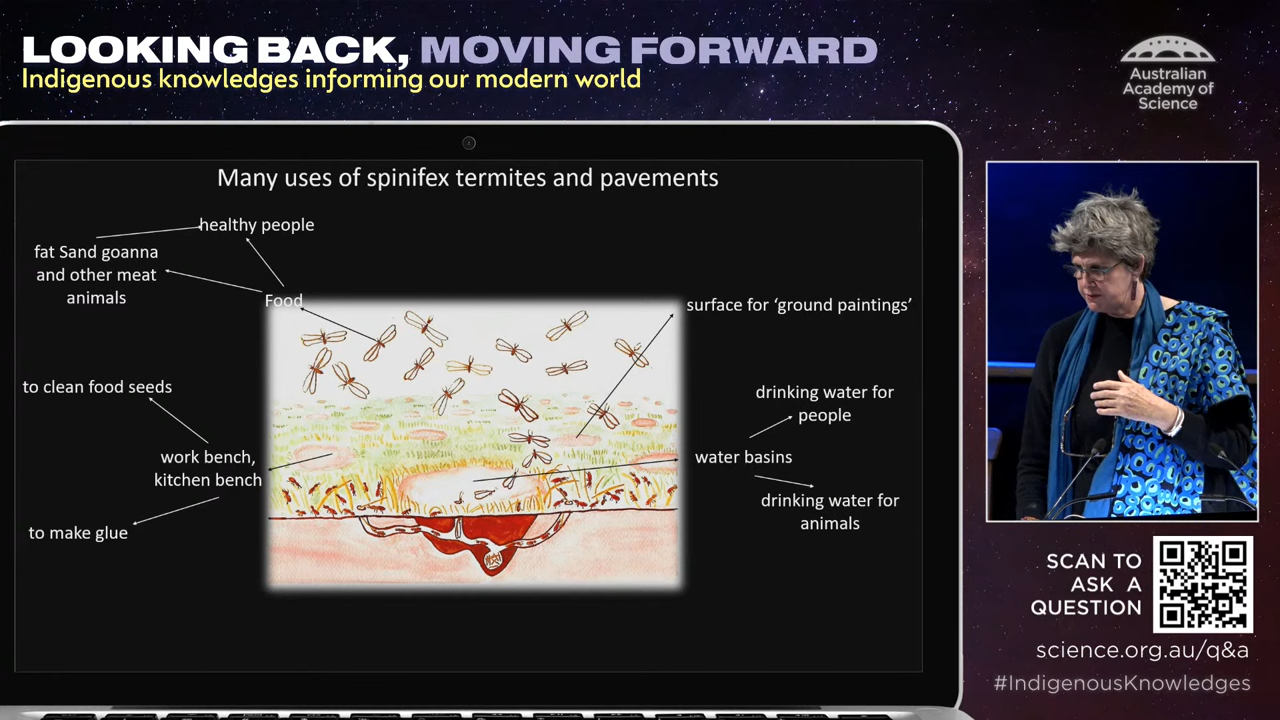 LOOKING BACK, MOVING FORWARD
Indigenous knowledges informing our modern world
Australian
Academy of
Science
Many uses of spinifex termites and pavements
healthy people
fat Sand goanna
and other meat
animals
Food
surface for ‘ground paintings’
to clean food seeds
drinking water for
people
work bench,
kitchen bench
water basins
drinking water for
animals
to make glue
SCAN TO
ASK A
QUESTION
science.org.au/q&a
#IndigenousKnowledges